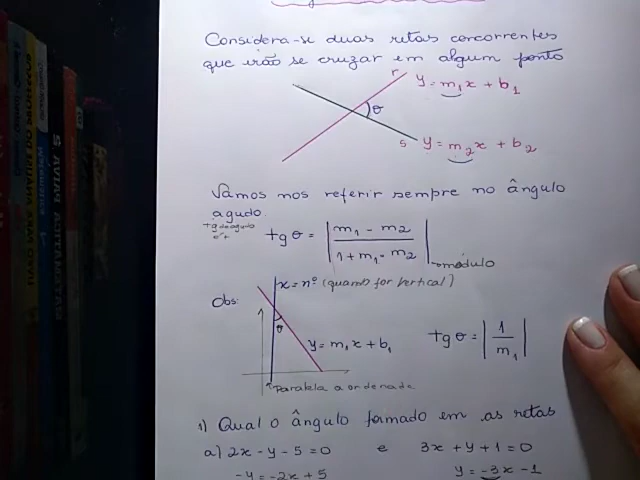 Considera-se duas retas concorrentes
que irão se cruzar em algum ponto
r
y = m₁x + b₁
θ
s
y = m₂x + b₂
Vamos nos referir sempre no ângulo
agudo.
tg θ = | m₁ - m₂ / 1 + m₁ · m₂ |
módulo
Obs:
x = nº (quando for vertical)
θ
y = m₁x + b₁
tg θ = | 1 / m₁ |
Paralela a ordenada
1) Qual o ângulo formado em as retas
a) 2x - y - 5 = 0 e 3x + y + 1 = 0
-y = -2x + 5 y = -3x - 1